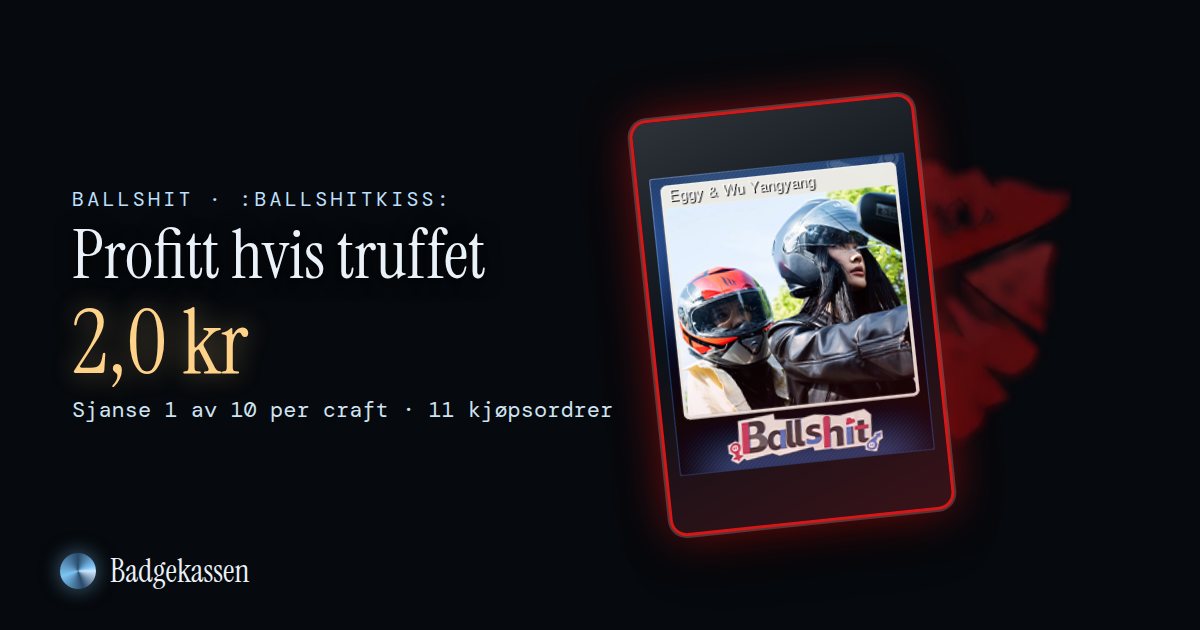 BALLSHIT · :BALLSHITKISS:
Profitt hvis truffet
2,0 kr
Sjanse 1 av 10 per craft · 11 kjøpsordrer
Eggy & Wu Yangyang
Ballshit
Badgekassen